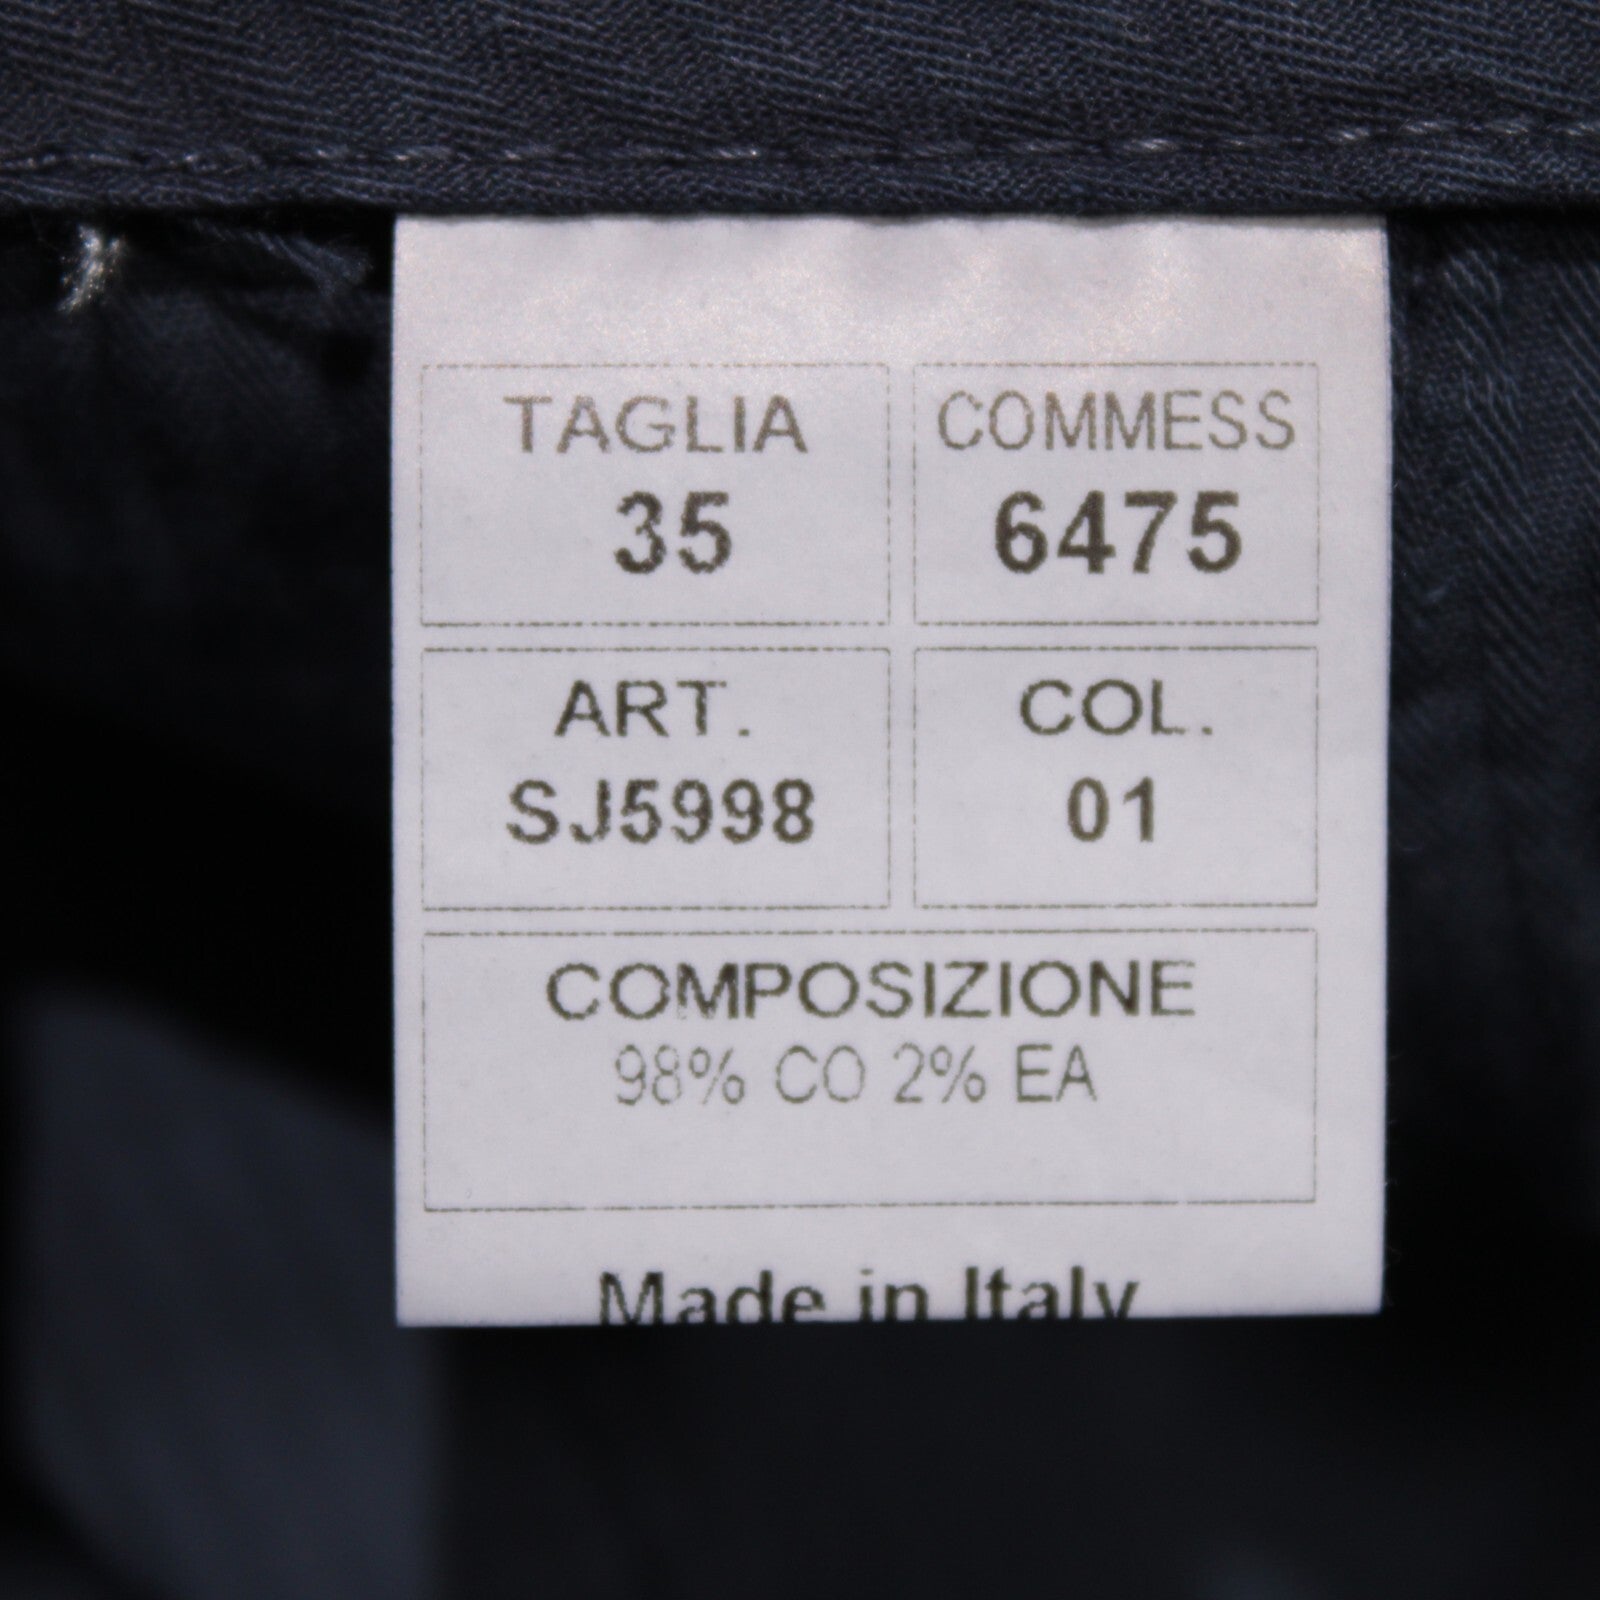 TAGLIA
35
COMMESS
6475
ART.
SJ5998
COL.
01
COMPOSIZIONE
98% CO 2% EA
Made in Italy